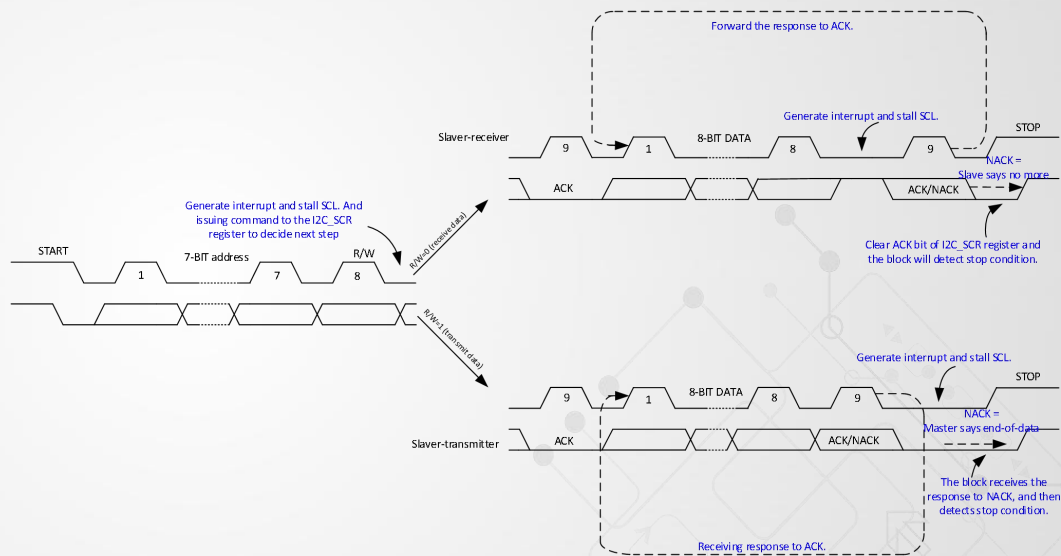 Forward the response to ACK.
Generate interrupt and stall SCL.
Slaver-receiver
8-BIT DATA
STOP
9
1
8
9
NACK =
Slave says no more
ACK
ACK/NACK
Generate interrupt and stall SCL. And
issuing command to the I2C_SCR
register to decide next step
Clear ACK bit of I2C_SCR register and
the block will detect stop condition.
START
7-BIT address
R/W
R/W=0 (receive data)
1
7
8
R/W=1 (transmit data)
Generate interrupt and stall SCL.
STOP
8-BIT DATA
9
1
8
9
NACK =
Master says end-of-data
Slaver-transmitter
ACK
ACK/NACK
The block receives the
response to NACK, and then
detects stop condition.
Receiving response to ACK.